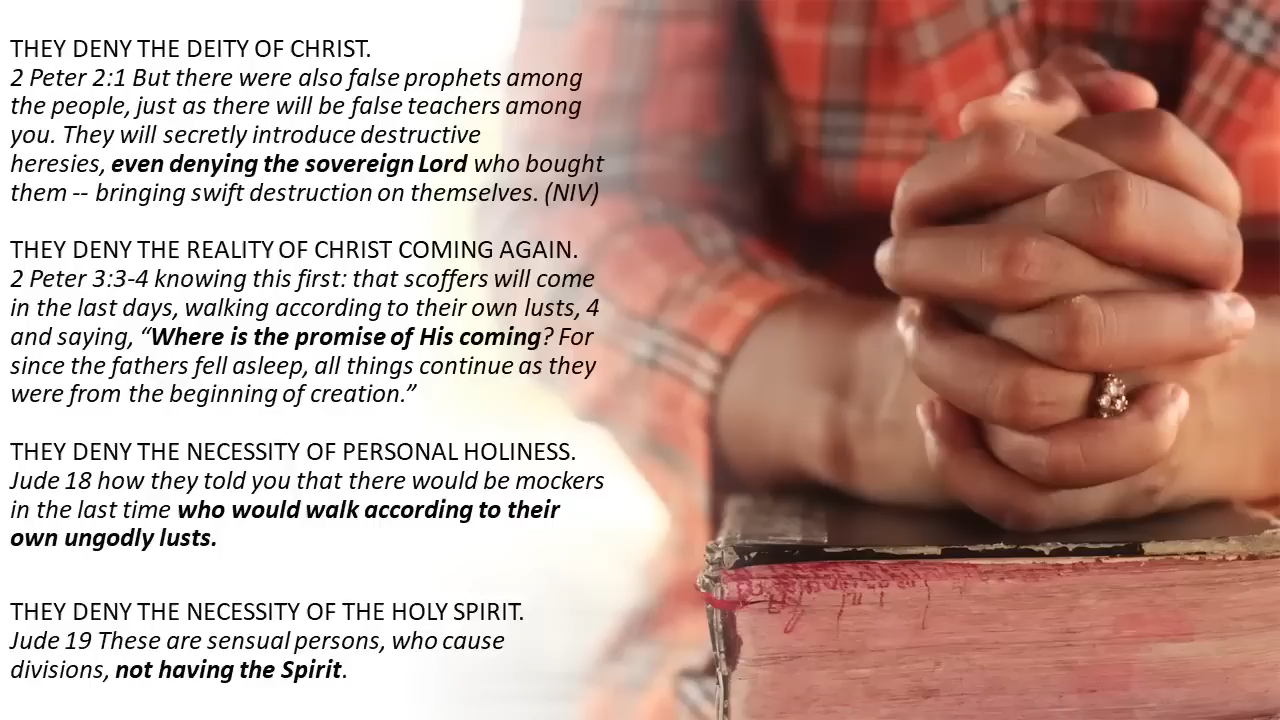 THEY DENY THE DEITY OF CHRIST.
2 Peter 2:1 But there were also false prophets among
the people, just as there will be false teachers among
you. They will secretly introduce destructive
heresies, even denying the sovereign Lord who bought
them -- bringing swift destruction on themselves. (NIV)
THEY DENY THE REALITY OF CHRIST COMING AGAIN.
2 Peter 3:3-4 knowing this first: that scoffers will come
in the last days, walking according to their own lusts, 4
and saying, “Where is the promise of His coming? For
since the fathers fell asleep, all things continue as they
were from the beginning of creation.”
THEY DENY THE NECESSITY OF PERSONAL HOLINESS.
Jude 18 how they told you that there would be mockers
in the last time who would walk according to their
own ungodly lusts.
THEY DENY THE NECESSITY OF THE HOLY SPIRIT.
Jude 19 These are sensual persons, who cause
divisions, not having the Spirit.